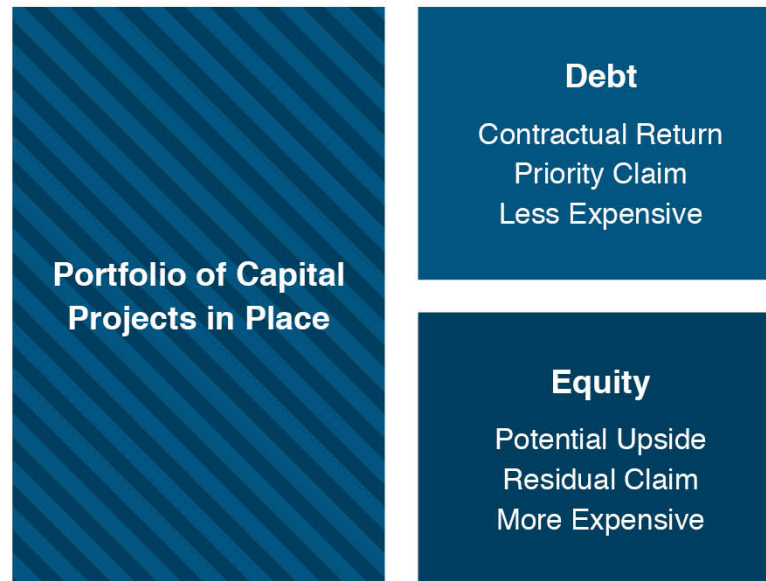 Portfolio of Capital
Projects in Place
Debt
Contractual Return
Priority Claim
Less Expensive
Equity
Potential Upside
Residual Claim
More Expensive